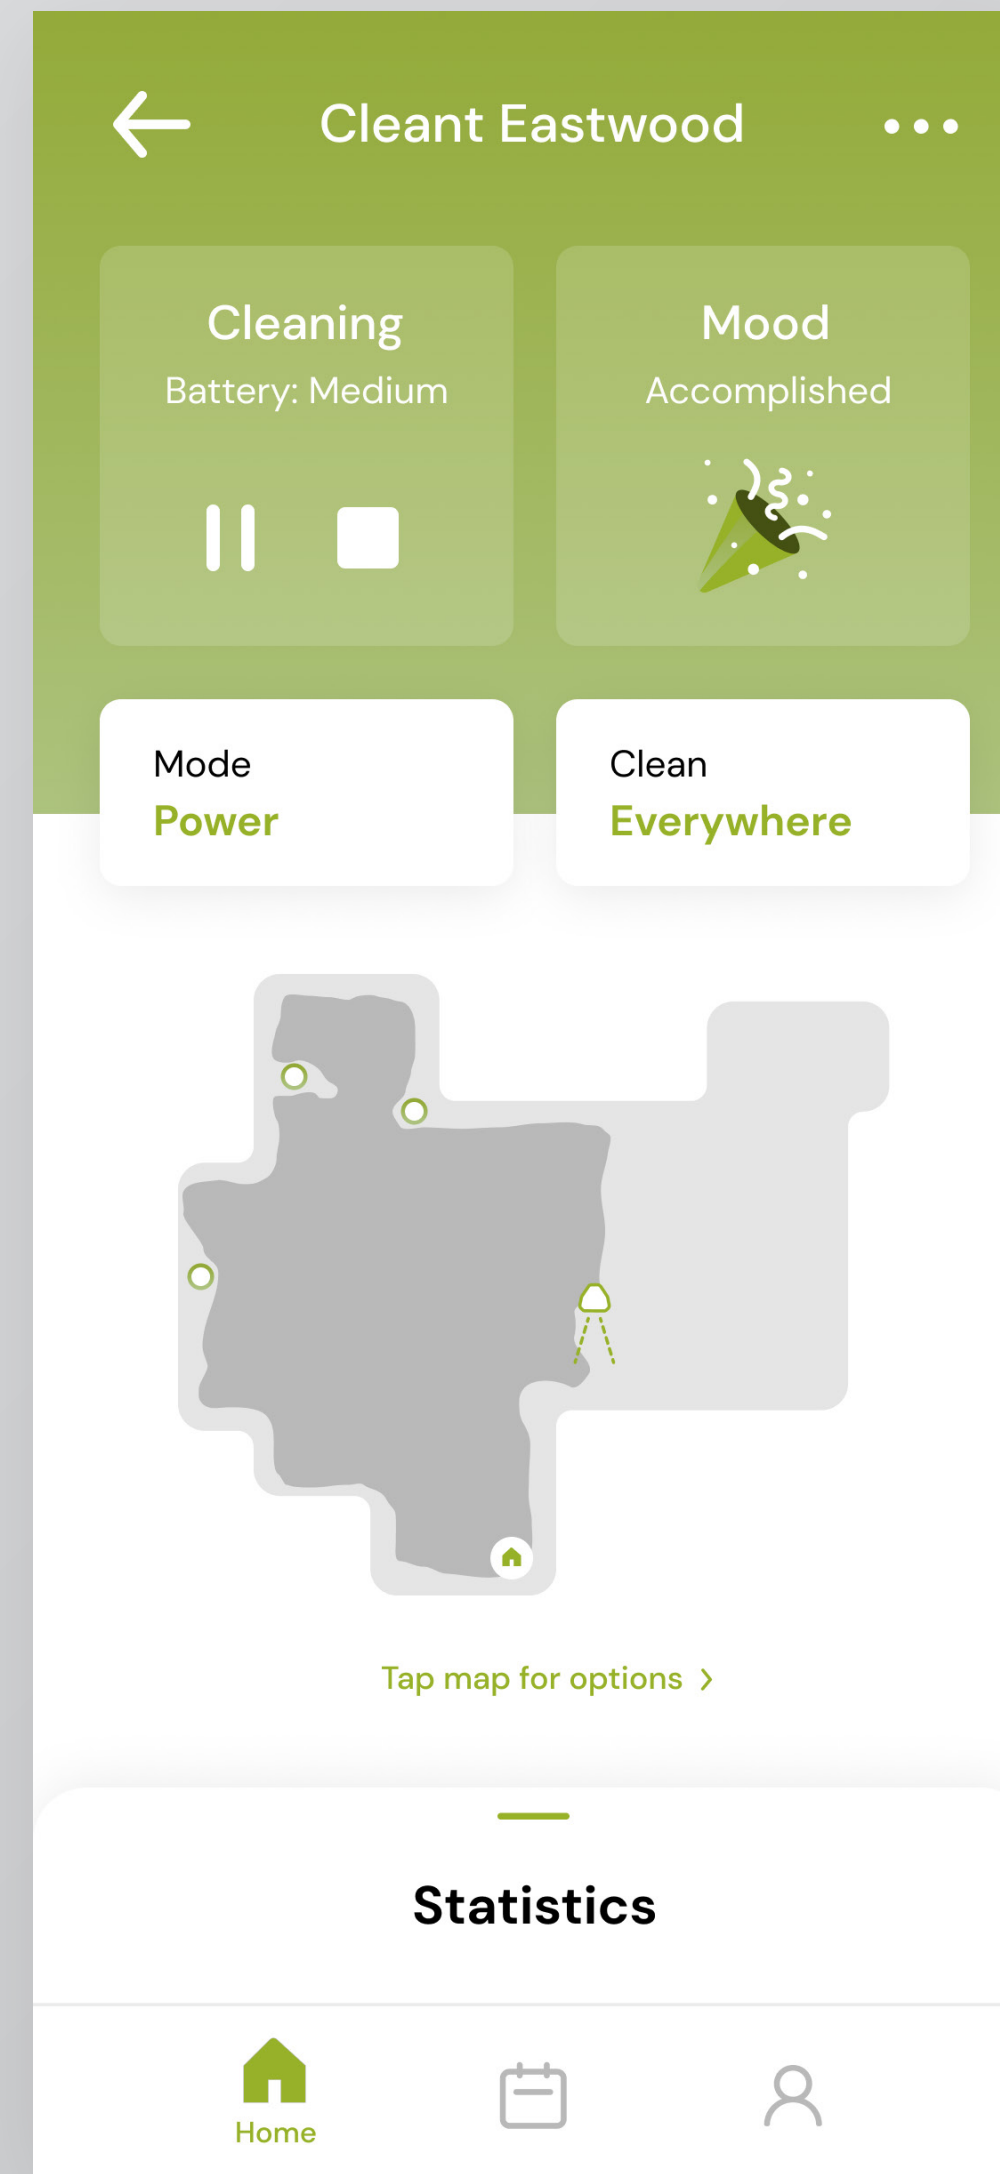 Cleant Eastwood
Cleaning
Battery: Medium
Mood
Accomplished
Mode
Power
Clean
Everywhere
Tap map for options
Statistics
Home